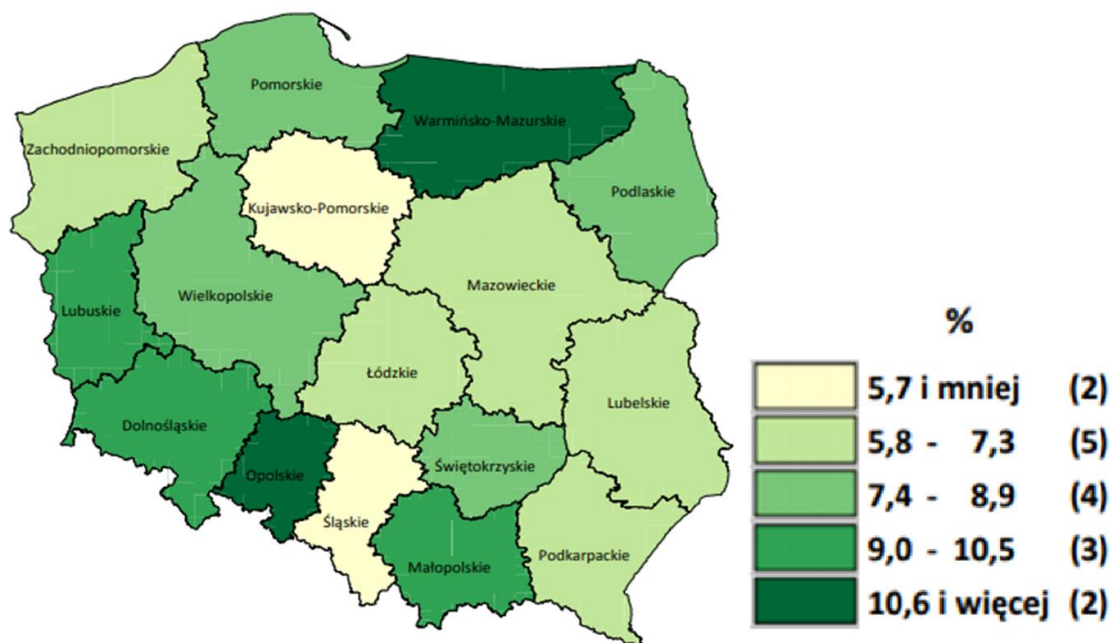 Pomorskie
Warmińsko-Mazurskie
Zachodniopomorskie
Podlaskie
Kujawsko-Pomorskie
Mazowieckie
Wielkopolskie
Lubuskie
Łódzkie
Lubelskie
Dolnośląskie
Świętokrzyskie
Opolskie
Śląskie
Podkarpackie
Małopolskie
%
5,7 i mniej (2)
5,8 - 7,3 (5)
7,4 - 8,9 (4)
9,0 - 10,5 (3)
10,6 i więcej (2)